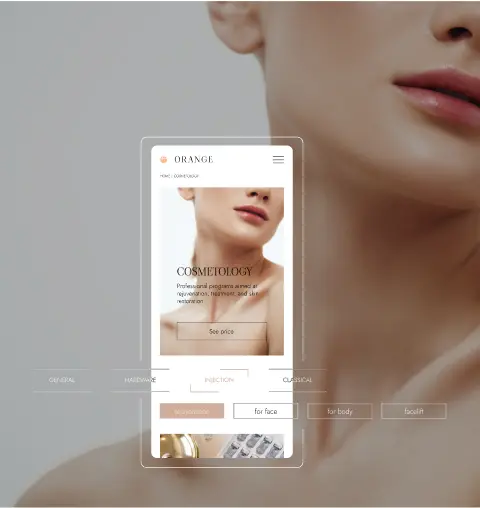 ORANGE
HOME / COSMETOLOGY
COSMETOLOGY
Professional programs aimed at
rejuvenation, treatment, and skin
restoration
See price
GENERAL
HARDWARE
INJECTION
CLASSICAL
for face
for body
facelift